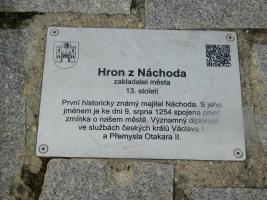 Hron z Náchoda
zakladatel města
13. století
První historicky známý majitel Náchoda. S jeho
jménem je ke dni 9. srpna 1254 spojena první
zmínka o našem městě. Významný diplomat
ve službách českých králů Václava I.
a Přemysla Otakara II.